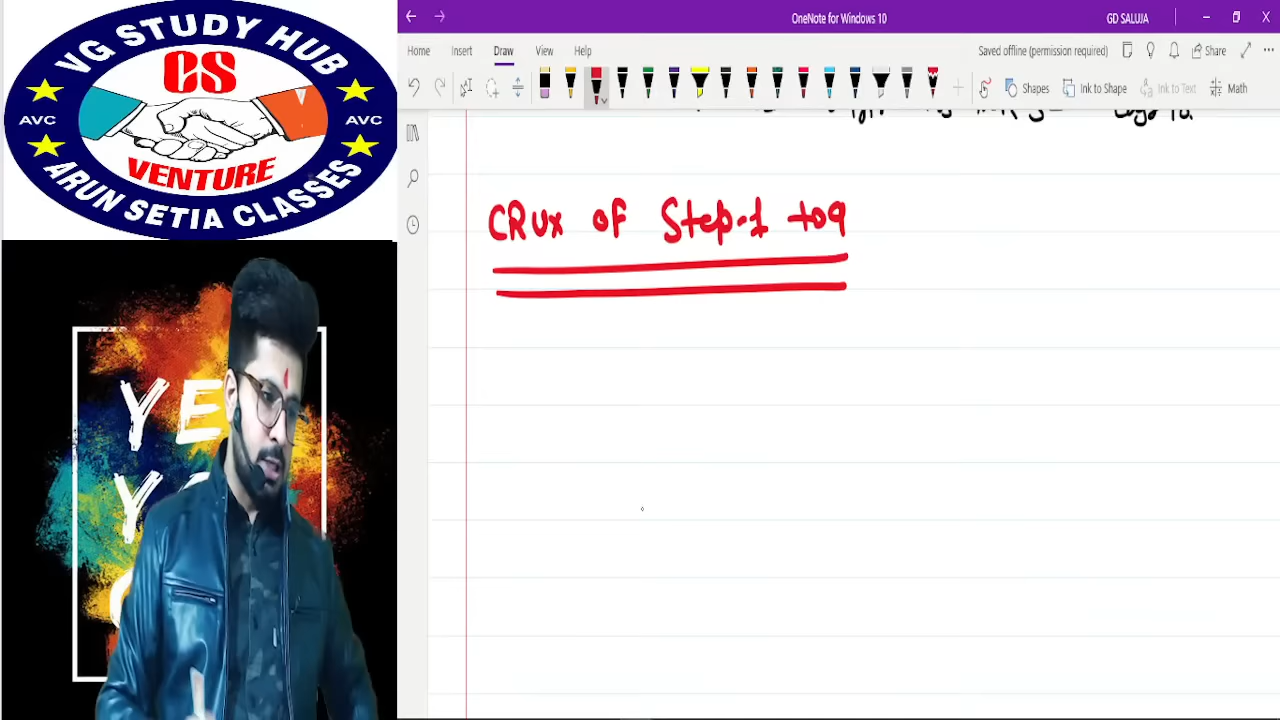 VG STUDY HUB
CS
AVC
AVC
VENTURE
ARUN SETIA CLASSES
YE
Y
OneNote for Windows 10
GD SALUJA
Home
Insert
Draw
View
Help
Saved offline (permission required)
Share
Shapes
Ink to Shape
Ink to Text
Math
CRux of Step-1 to 9